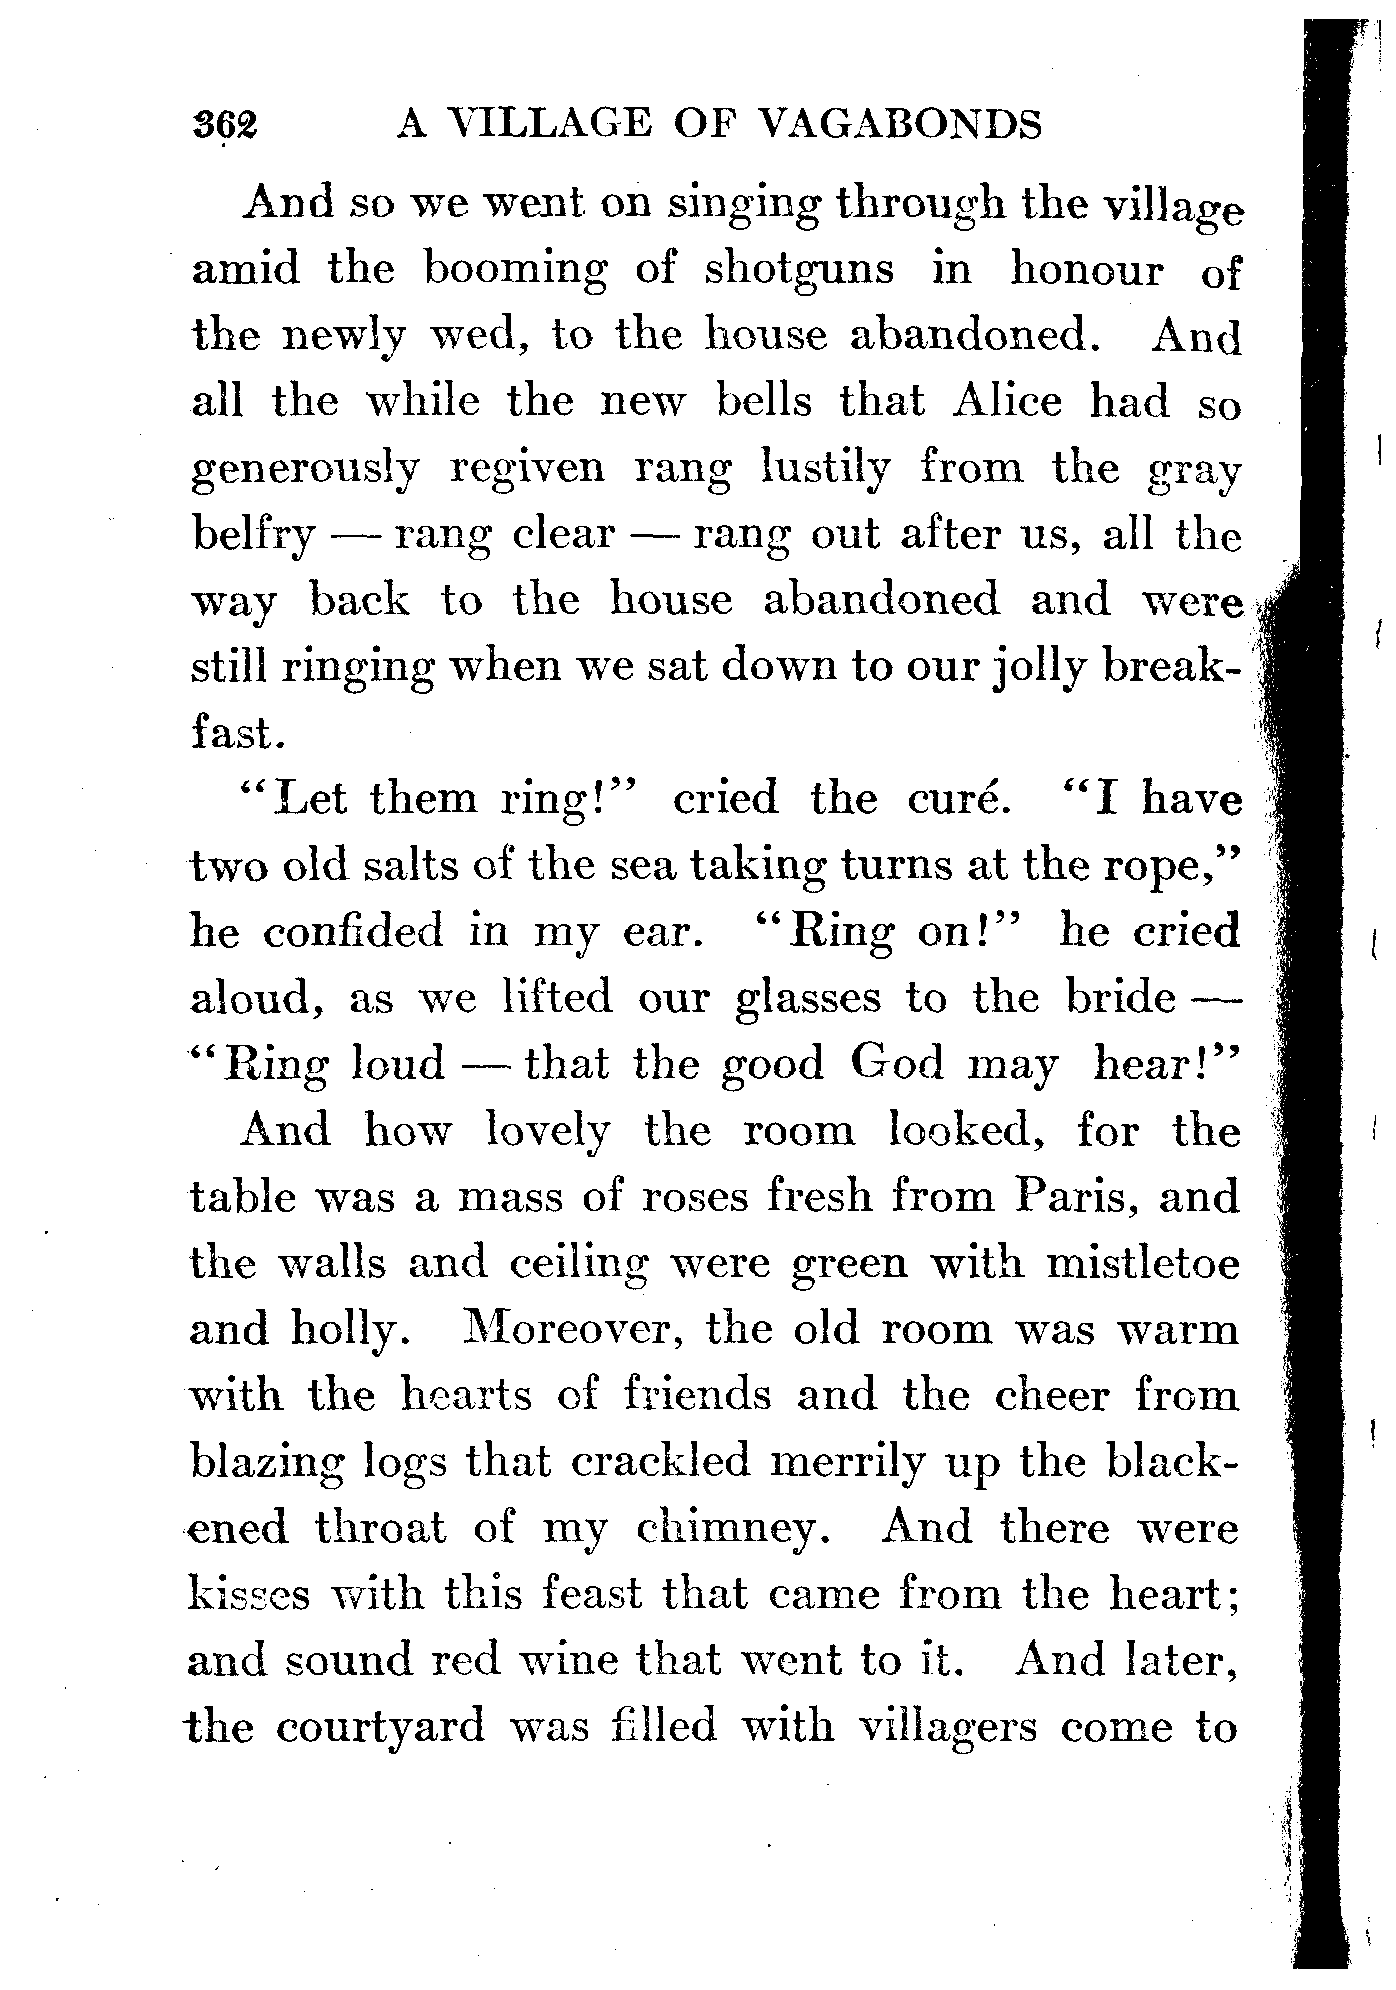 362 A VILLAGE OF VAGABONDS
And so we went on singing through the village
amid the booming of shotguns in honour of
the newly wed, to the house abandoned. And
all the while the new bells that Alice had so
generously regiven rang lustily from the gray
belfry — rang clear — rang out after us, all the
way back to the house abandoned and were
still ringing when we sat down to our jolly break-
fast.
“Let them ring!” cried the curé. “I have
two old salts of the sea taking turns at the rope,”
he confided in my ear. “Ring on!” he cried
aloud, as we lifted our glasses to the bride —
“Ring loud — that the good God may hear!”
And how lovely the room looked, for the
table was a mass of roses fresh from Paris, and
the walls and ceiling were green with mistletoe
and holly. Moreover, the old room was warm
with the hearts of friends and the cheer from
blazing logs that crackled merrily up the black-
ened throat of my chimney. And there were
kisses with this feast that came from the heart;
and sound red wine that went to it. And later,
the courtyard was filled with villagers come to